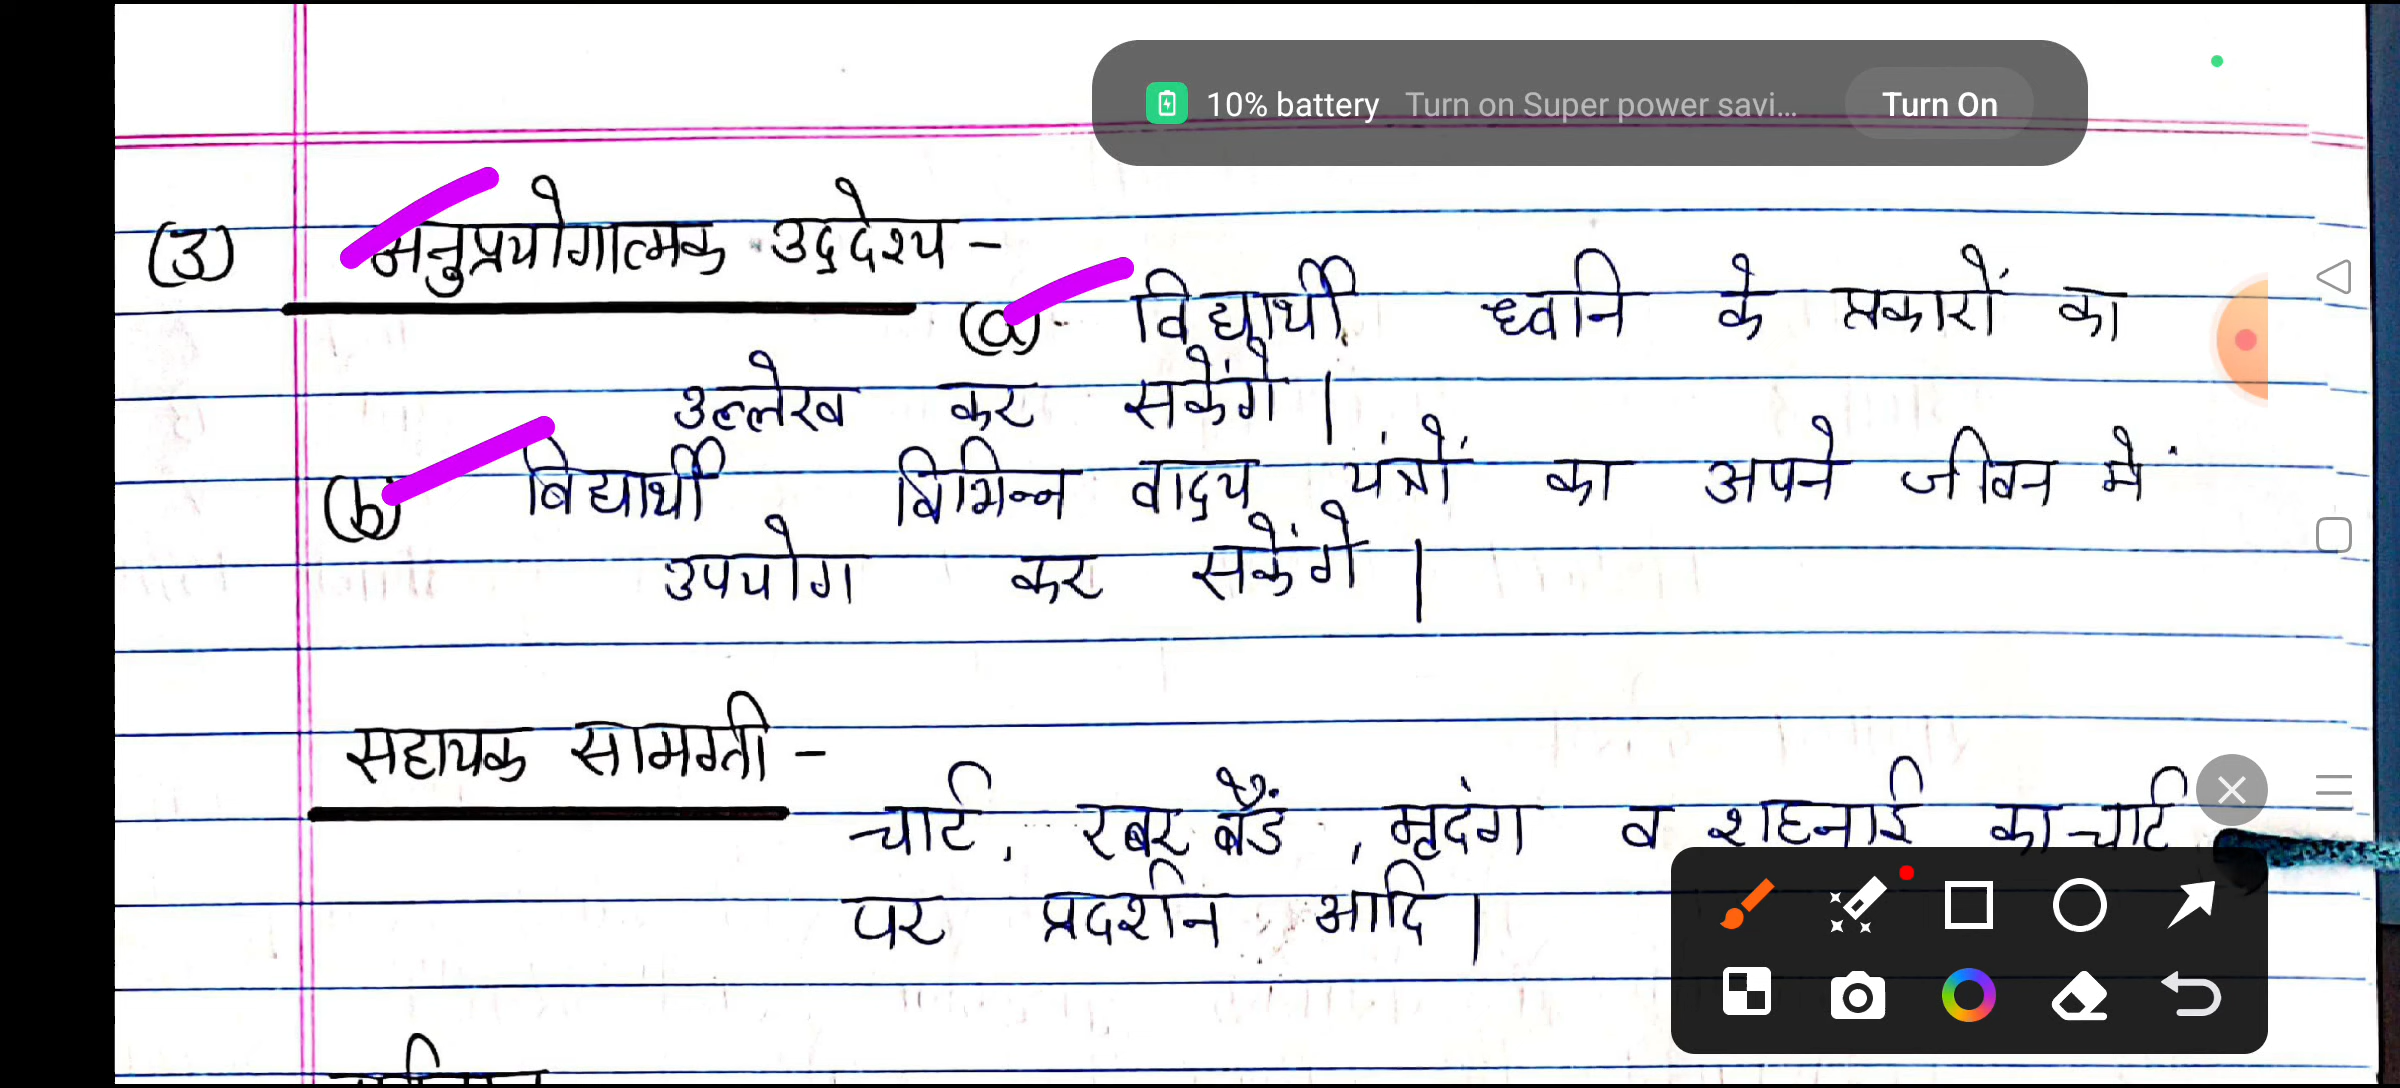 10% battery Turn on Super power savi... Turn On
(3) अनुप्रयोगात्मक उद्देश्य -
(a) विद्यार्थी ध्वनि के प्रकारों का
उल्लेख कर सकेंगे |
(b) विद्यार्थी विभिन्न वाद्य यंत्रों का अपने जीवन में
उपयोग कर सकेंगे |
सहायक सामग्री -
चार्ट, रबर बैंड, मृदंग व शहनाई का चार्ट
पर प्रदर्शन आदि |